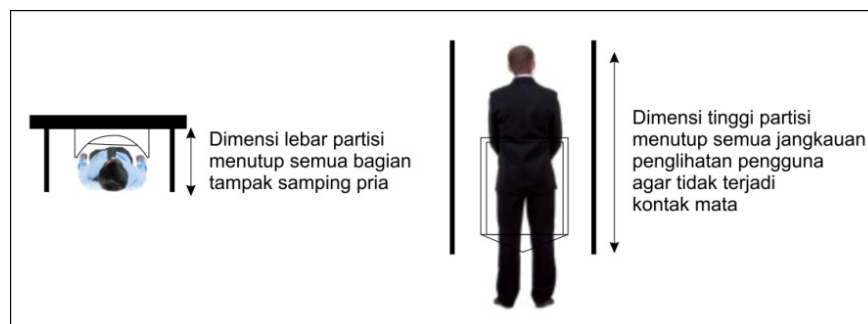 Dimensi lebar partisi
menutup semua bagian
tampak samping pria
Dimensi tinggi partisi
menutup semua jangkauan
penglihatan pengguna
agar tidak terjadi
kontak mata